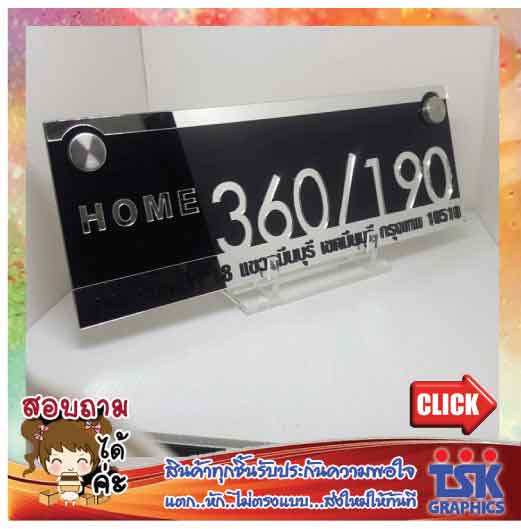 HOME 360/190
แขวงมีนบุรี เขตมีนบุรี กรุงเทพ 10510
สอบถาม
ได้
ค่ะ
CLICK
สินค้าทุกชิ้นรับประกันความพอใจ
แตก..หัก..ไม่ตรงแบบ...ส่งใหม่ให้ทันที
TSK
GRAPHICS